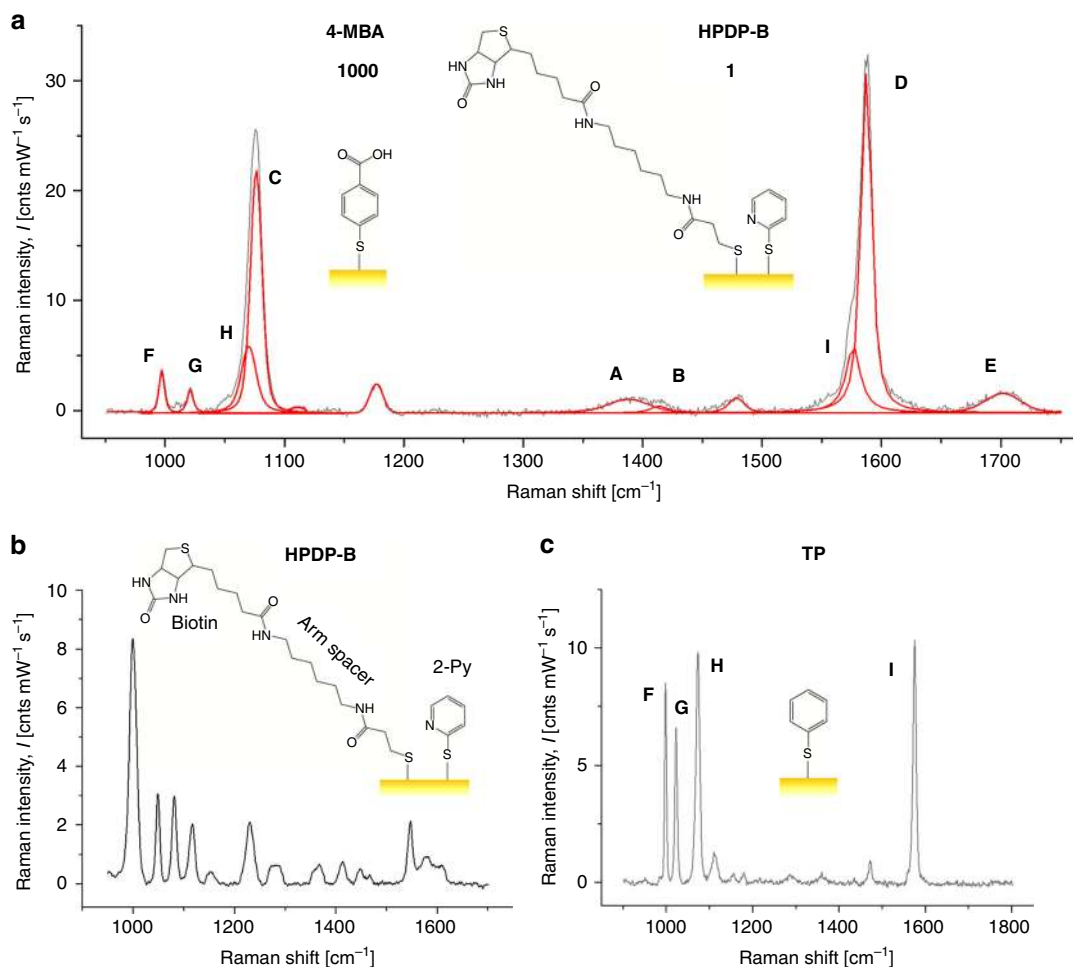 a
4-MBA
1000
HPDP-B
1
Raman intensity, I [cnts mW⁻¹ s⁻¹]
30
20
10
0
F
G
H
C
A
B
I
D
E
O
OH
S
S
HN
NH
O
O
HN
NH
O
N
S
S
1000
1100
1200
1300
1400
1500
1600
1700
Raman shift [cm⁻¹]
b
HPDP-B
Raman intensity, I [cnts mW⁻¹ s⁻¹]
10
8
6
4
2
0
S
HN
NH
O
Biotin
O
HN
Arm spacer
NH
O
2-Py
N
S
S
1000
1200
1400
1600
Raman shift [cm⁻¹]
c
TP
Raman intensity, I [cnts mW⁻¹ s⁻¹]
10
5
0
F
G
H
I
S
1000
1200
1400
1600
1800
Raman shift [cm⁻¹]